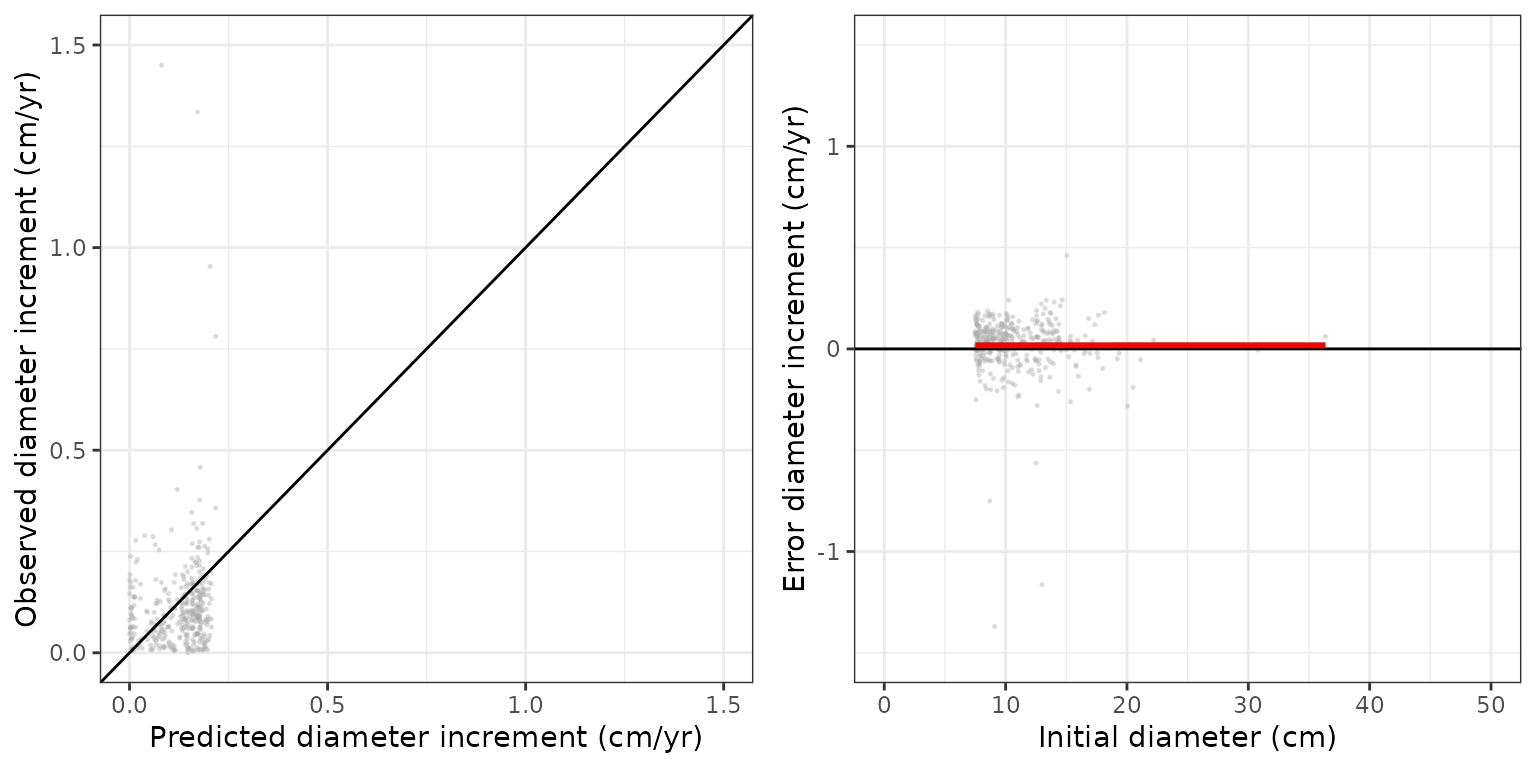 Observed diameter increment (cm/yr)
1.5
1.0
0.5
0.0
0.0 0.5 1.0 1.5
Predicted diameter increment (cm/yr)
Error diameter increment (cm/yr)
1
0
-1
0 10 20 30 40 50
Initial diameter (cm)